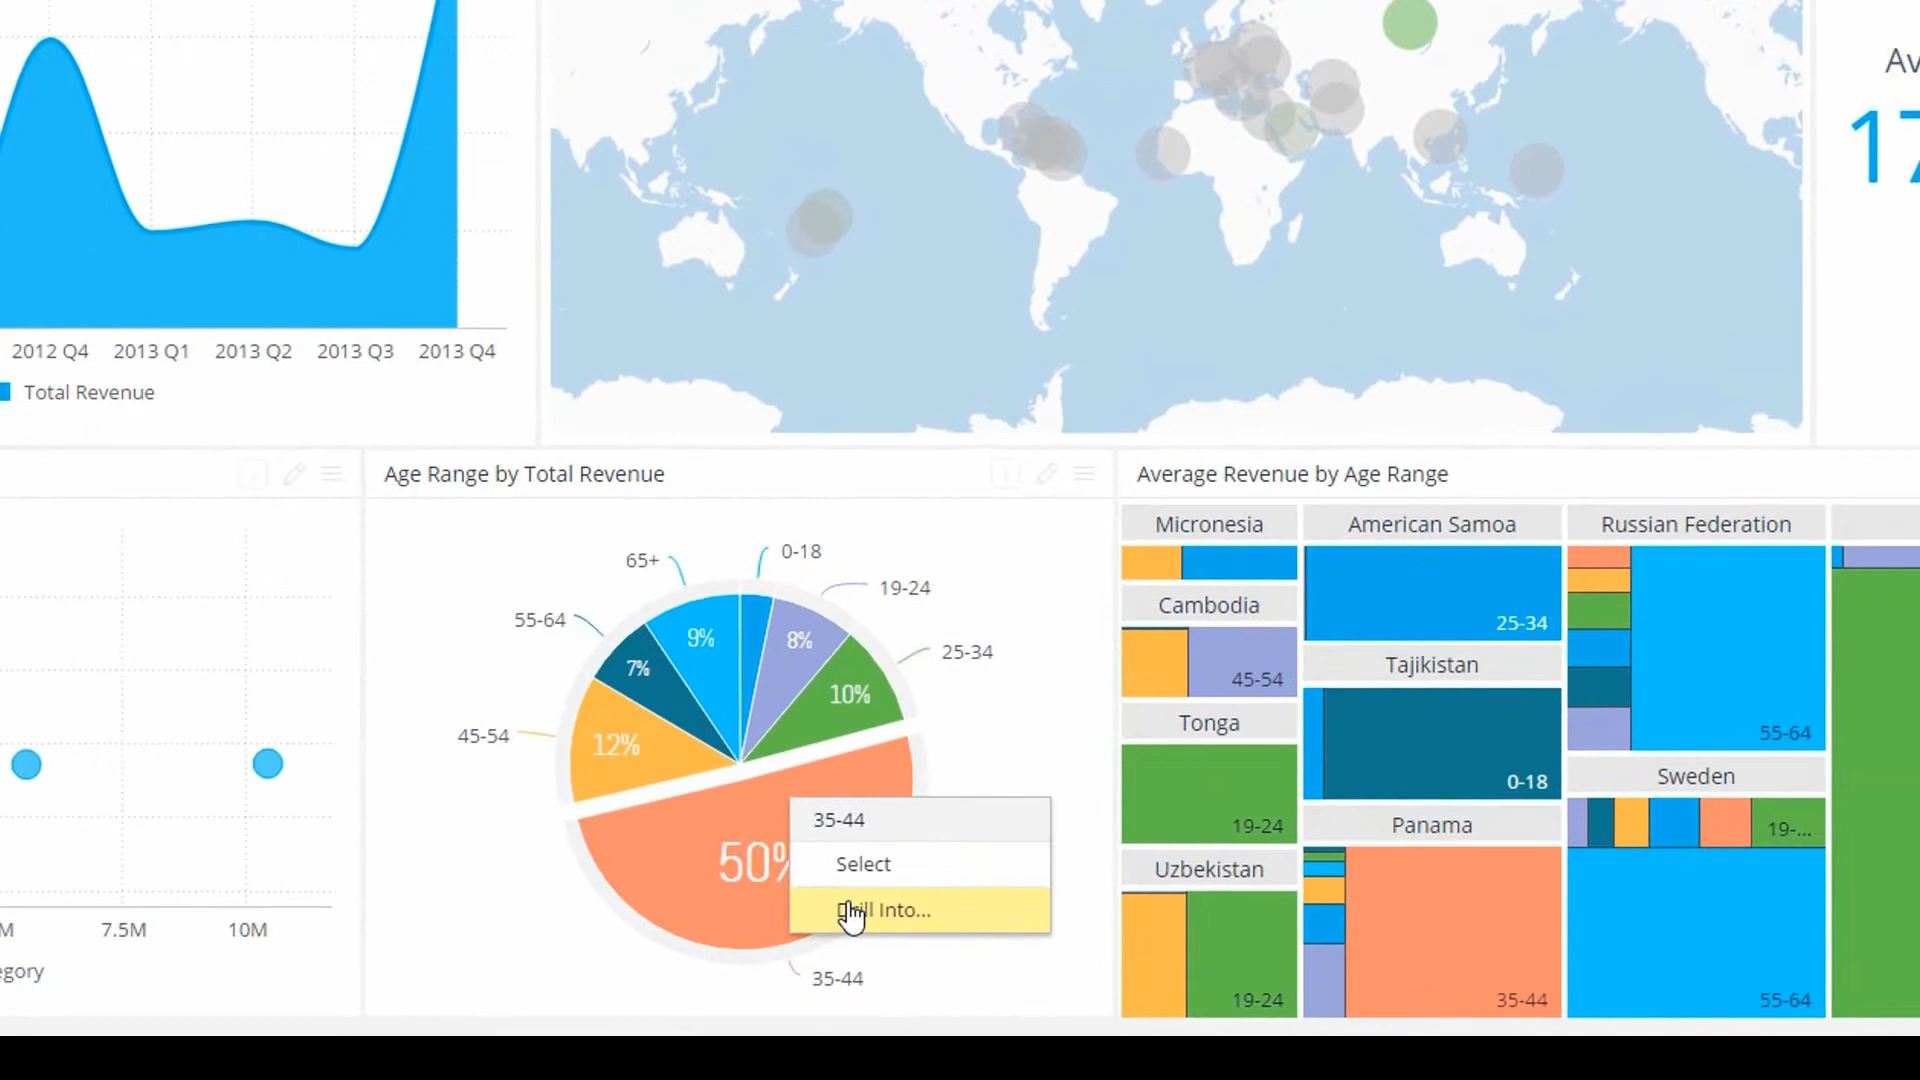 Av
17
2012 Q4 2013 Q1 2013 Q2 2013 Q3 2013 Q4
Total Revenue
Age Range by Total Revenue
Average Revenue by Age Range
7.5M 10M
65+
0-18
19-24
55-64
25-34
45-54
9%
8%
7%
10%
12%
50%
35-44
Select
Drill Into...
35-44
Micronesia
Cambodia
45-54
Tonga
19-24
Uzbekistan
19-24
American Samoa
25-34
Tajikistan
0-18
Panama
35-44
Russian Federation
55-64
Sweden
19-...
55-64